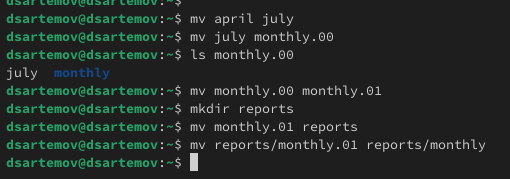 dsartemov@dsartemov:~$
dsartemov@dsartemov:~$ mv april july
dsartemov@dsartemov:~$ mv july monthly.00
dsartemov@dsartemov:~$ ls monthly.00
july  monthly
dsartemov@dsartemov:~$ mv monthly.00 monthly.01
dsartemov@dsartemov:~$ mkdir reports
dsartemov@dsartemov:~$ mv monthly.01 reports
dsartemov@dsartemov:~$ mv reports/monthly.01 reports/monthly
dsartemov@dsartemov:~$